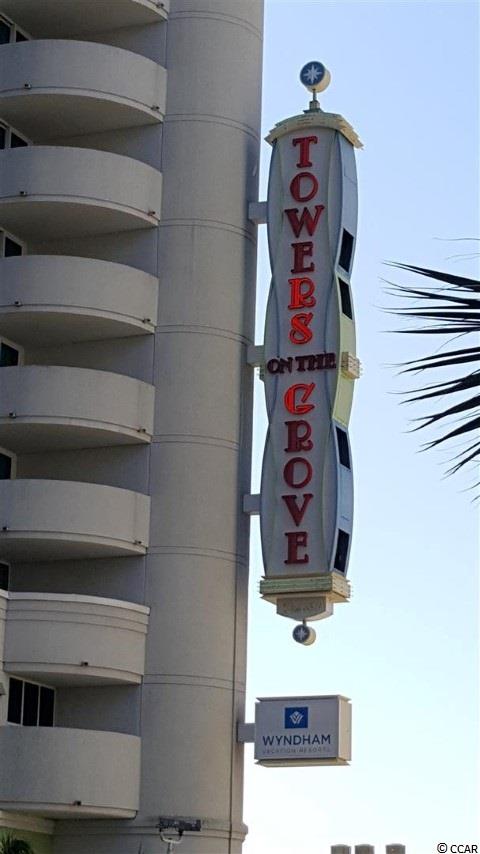 TOWERS
ON THE
GROVE
WYNDHAM
VACATION RESORTS
© CCAR